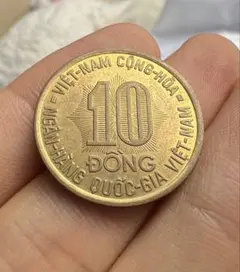 VIỆT-NAM CỘNG-HÒA
10
ĐỒNG
NGÂN-HÀNG QUỐC-GIA VIỆT-NAM